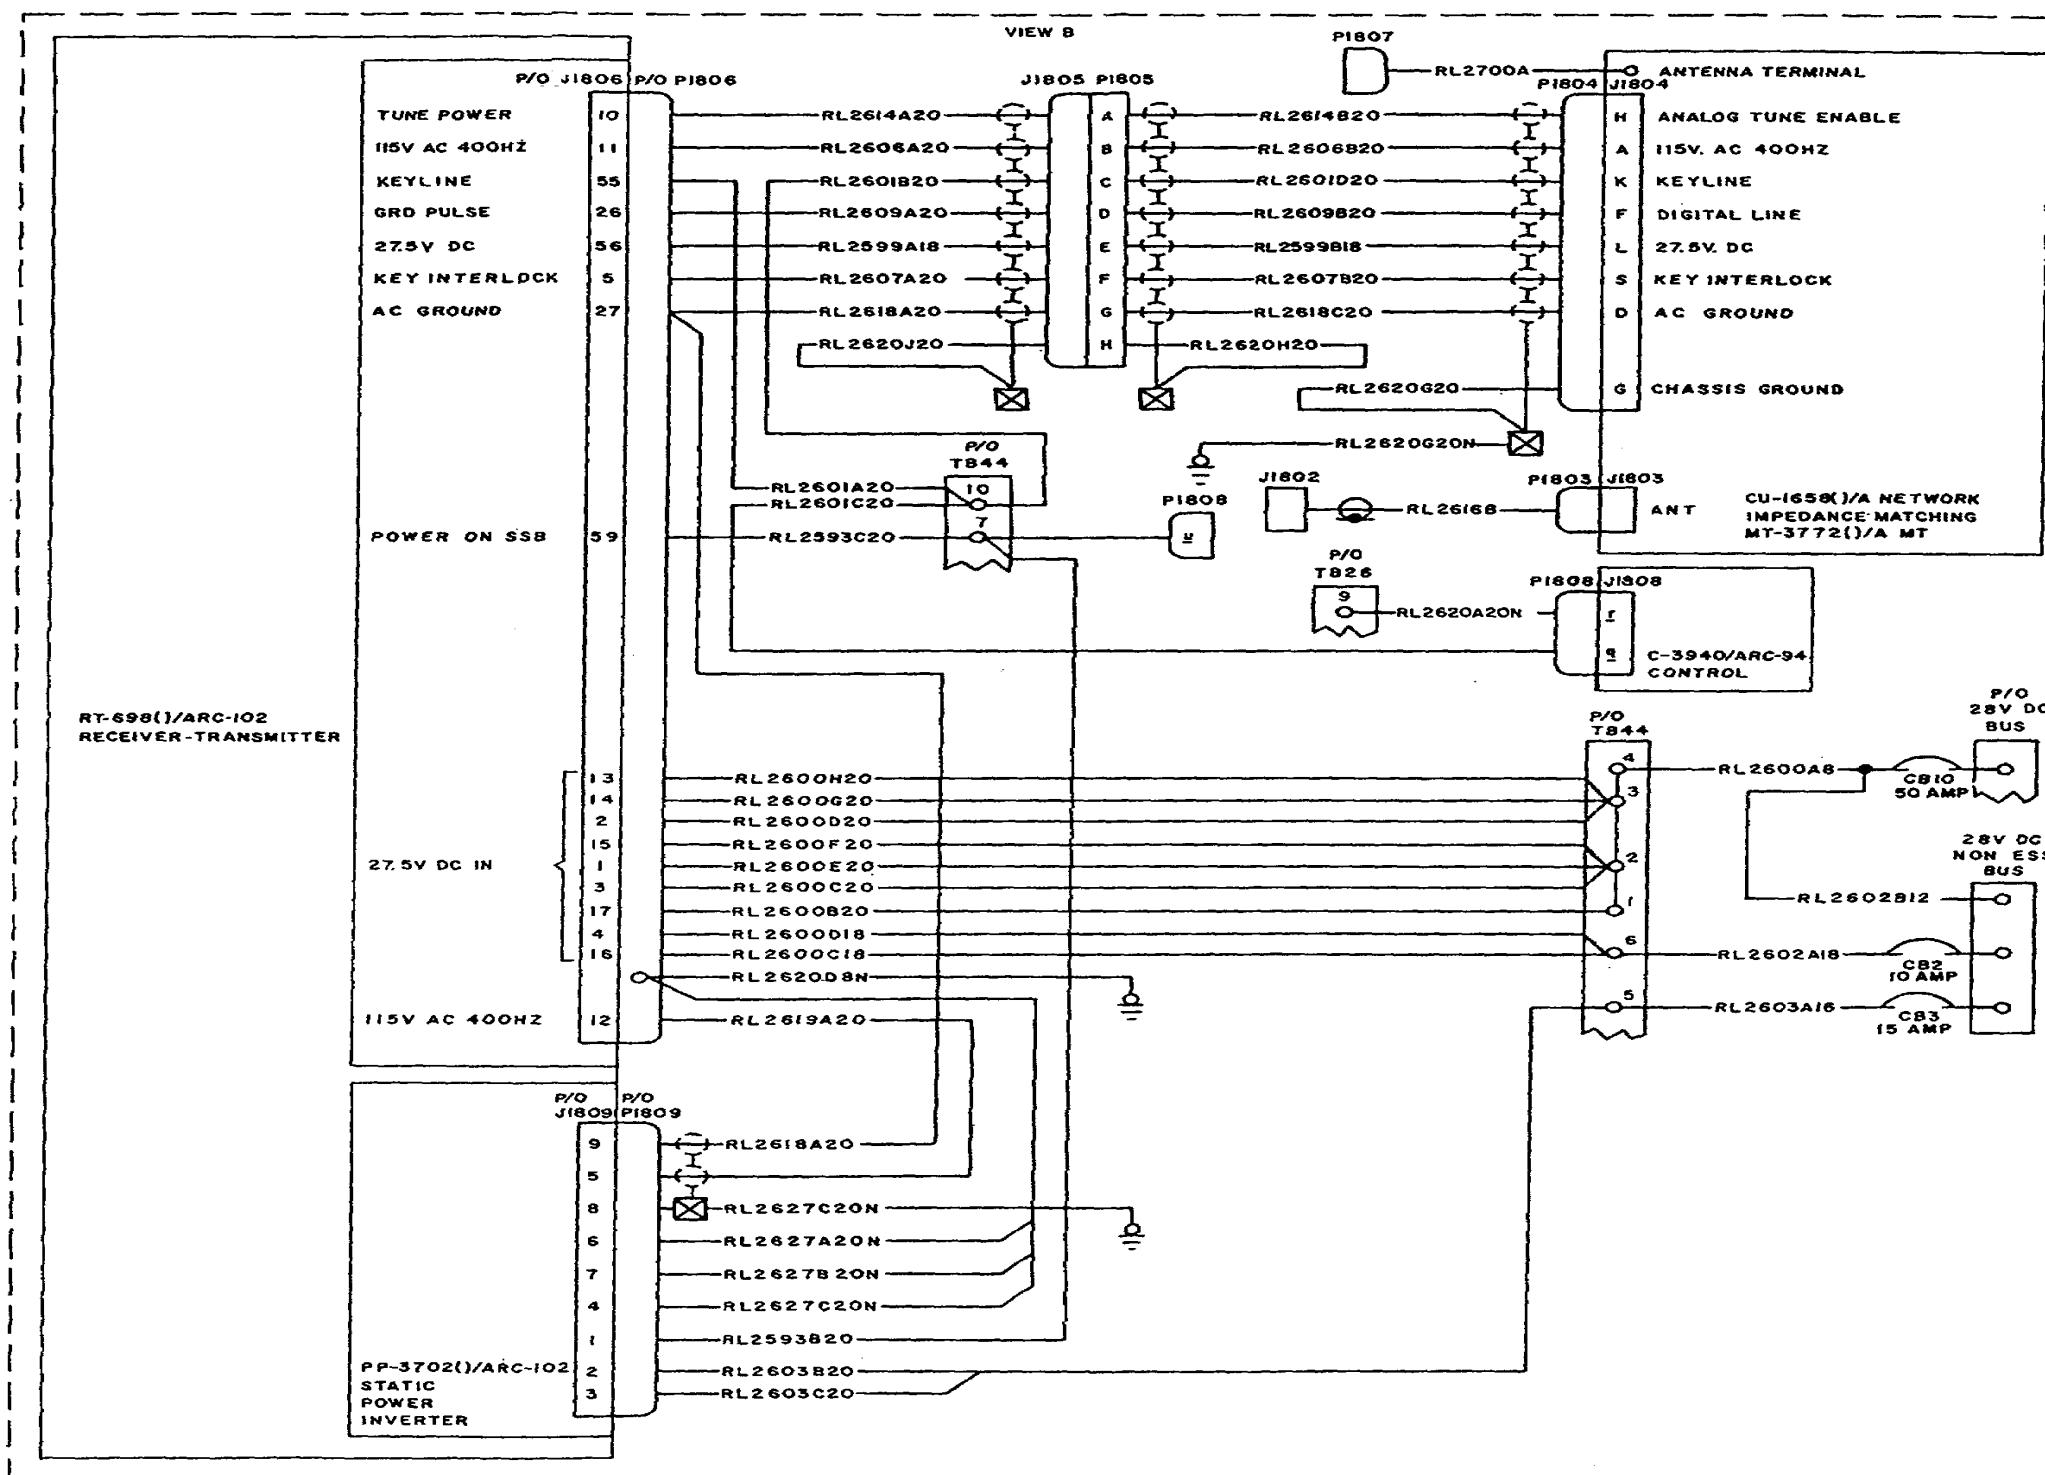 VIEW B
P1807
RL2700A
ANTENNA TERMINAL
P/O J1806 P/O P1806
J1805 P1805
P1804 J1804
TUNE POWER 10 RL2614A20 A RL2614B20 H ANALOG TUNE ENABLE
115V AC 400HZ 11 RL2606A20 B RL2606B20 A 115V. AC 400HZ
KEYLINE 55 RL2601B20 C RL2601D20 K KEYLINE
GRD PULSE 26 RL2609A20 D RL2609B20 F DIGITAL LINE
27.5V DC 56 RL2599A18 E RL2599B18 L 27.5V. DC
KEY INTERLOCK 5 RL2607A20 F RL2607B20 S KEY INTERLOCK
AC GROUND 27 RL2618A20 G RL2618C20 D AC GROUND
RL2620J20 H RL2620H20
RL2620G20 G CHASSIS GROUND
RL2620G20N
P/O
TB44
RL2601A20 10
RL2601C20
7
POWER ON SSB 59 RL2593C20
P1808
u
J1802
RL2616B
P1803 J1803
ANT
CU-1658()/A NETWORK
IMPEDANCE MATCHING
MT-3772()/A MT
P/O
TB26
9
RL2620A20N
P1808 J1808
r
q
C-3940/ARC-94
CONTROL
RT-698()/ARC-102
RECEIVER-TRANSMITTER
P/O
TB44
P/O
28V DC
BUS
13 RL2600H20 4 RL2600A8 CB10
50 AMP
14 RL2600G20 3
2 RL2600D20
15 RL2600F20
27.5V DC IN 1 RL2600E20 2
3 RL2600C20
17 RL2600B20 1
4 RL2600D18
16 RL2600C18 6 RL2602A18 CB2
10 AMP
28V DC
NON ESS
BUS
RL2602B12
RL2620D8N
5 RL2603A16 CB3
15 AMP
115V AC 400HZ 12 RL2619A20
P/O P/O
J1809 P1809
9 RL2618A20
5
8 RL2627C20N
6 RL2627A20N
7 RL2627B20N
4 RL2627C20N
1 RL2593B20
2 RL2603B20
3 RL2603C20
PP-3702()/ARC-102
STATIC
POWER
INVERTER